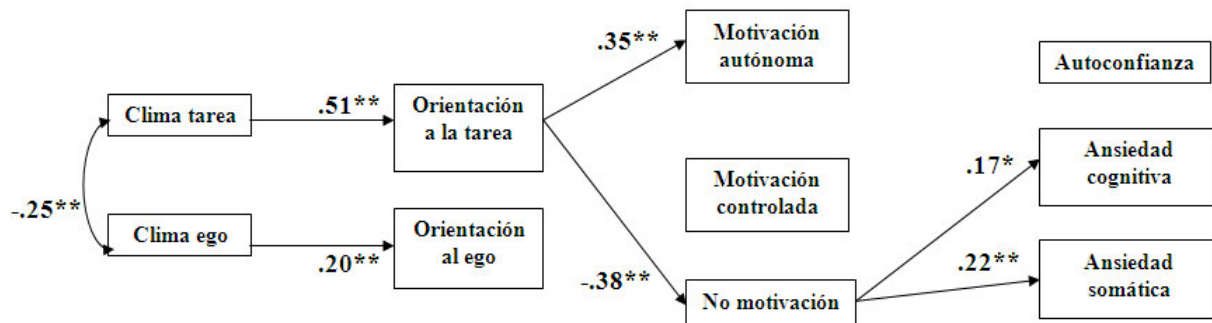 .35**
Motivación
autónoma
Autoconfianza
Clima tarea
.51**
Orientación
a la tarea
Ansiedad
cognitiva
.17*
Motivación
controlada
-.25**
Clima ego
.20**
Orientación
al ego
-.38**
No motivación
.22**
Ansiedad
somática